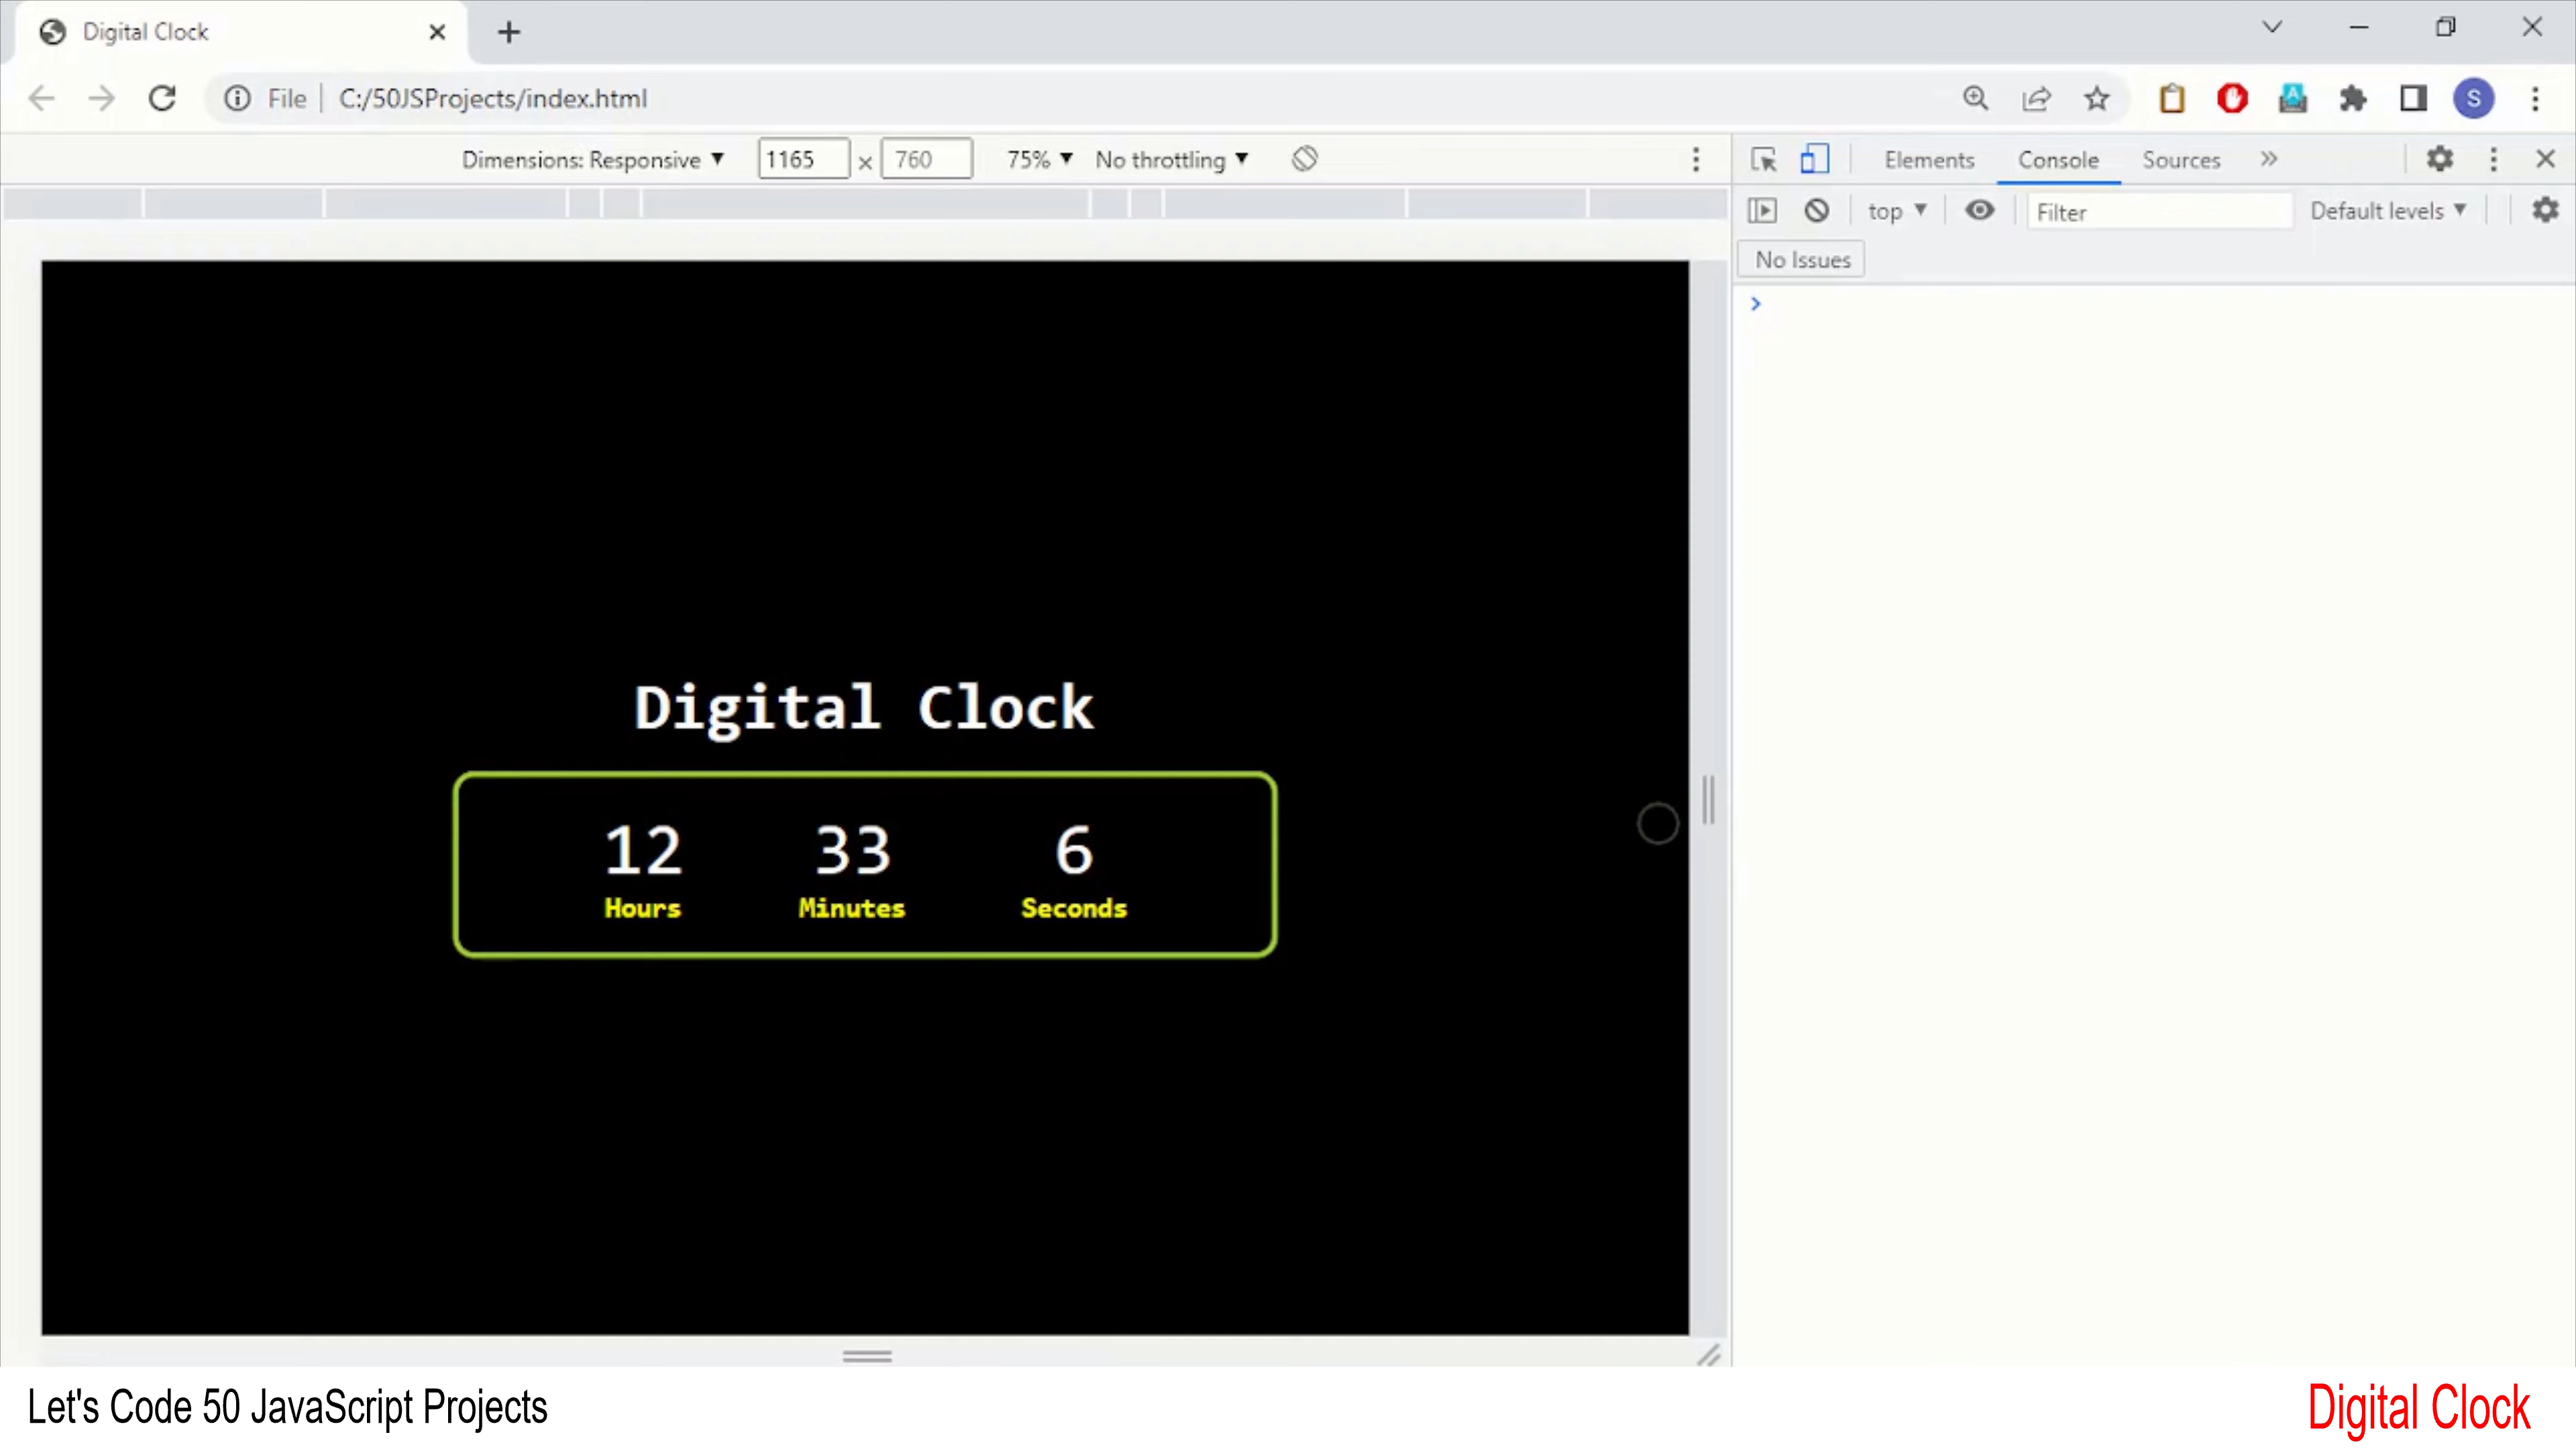 Digital Clock
File C:/50JSProjects/index.html
S
Dimensions: Responsive 1165 x 760 75% No throttling
Elements Console Sources
top Filter Default levels
No Issues
Digital Clock
12 33 6
Hours Minutes Seconds
Let's Code 50 JavaScript Projects
Digital Clock